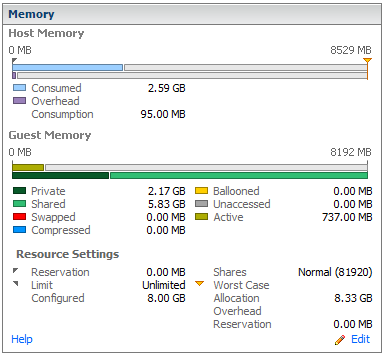 Memory
Host Memory
0 MB 8529 MB
Consumed 2.59 GB
Overhead
Consumption 95.00 MB
Guest Memory
0 MB 8192 MB
Private 2.17 GB Ballooned 0.00 MB
Shared 5.83 GB Unaccessed 0.00 MB
Swapped 0.00 MB Active 737.00 MB
Compressed 0.00 MB
Resource Settings
Reservation 0.00 MB Shares Normal (81920)
Limit Unlimited Worst Case
Configured 8.00 GB Allocation 8.33 GB
Overhead
Reservation 0.00 MB
Help Edit